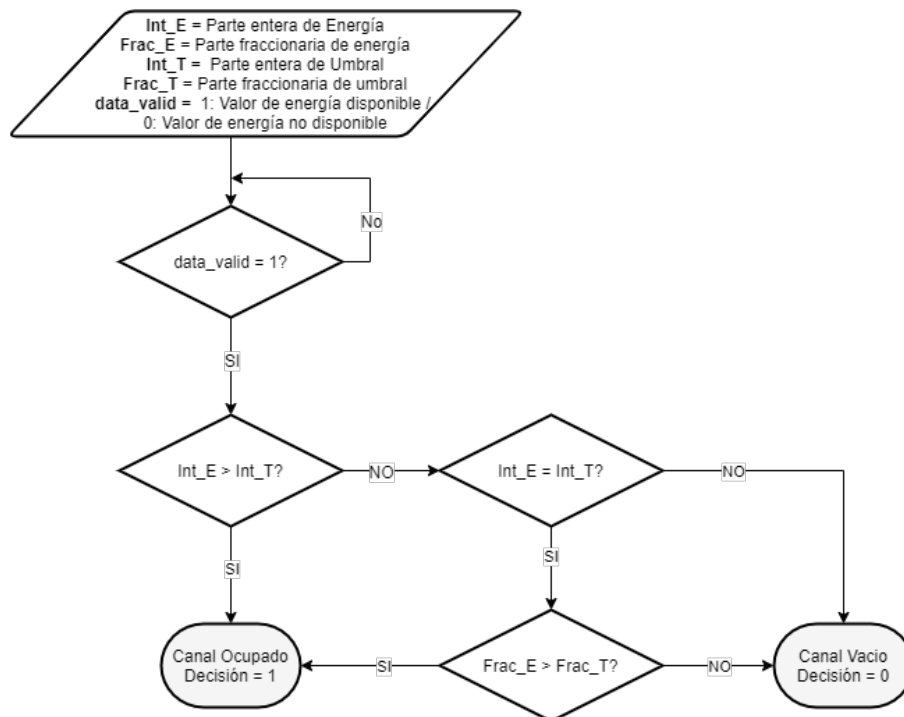 Int_E = Parte entera de Energía
Frac_E = Parte fraccionaria de energía
Int_T = Parte entera de Umbral
Frac_T = Parte fraccionaria de umbral
data_valid = 1: Valor de energía disponible /
0: Valor de energía no disponible
No
data_valid = 1?
SI
Int_E > Int_T?
NO
Int_E = Int_T?
NO
SI
SI
Canal Ocupado
Decisión = 1
SI
Frac_E > Frac_T?
NO
Canal Vacio
Decisión = 0